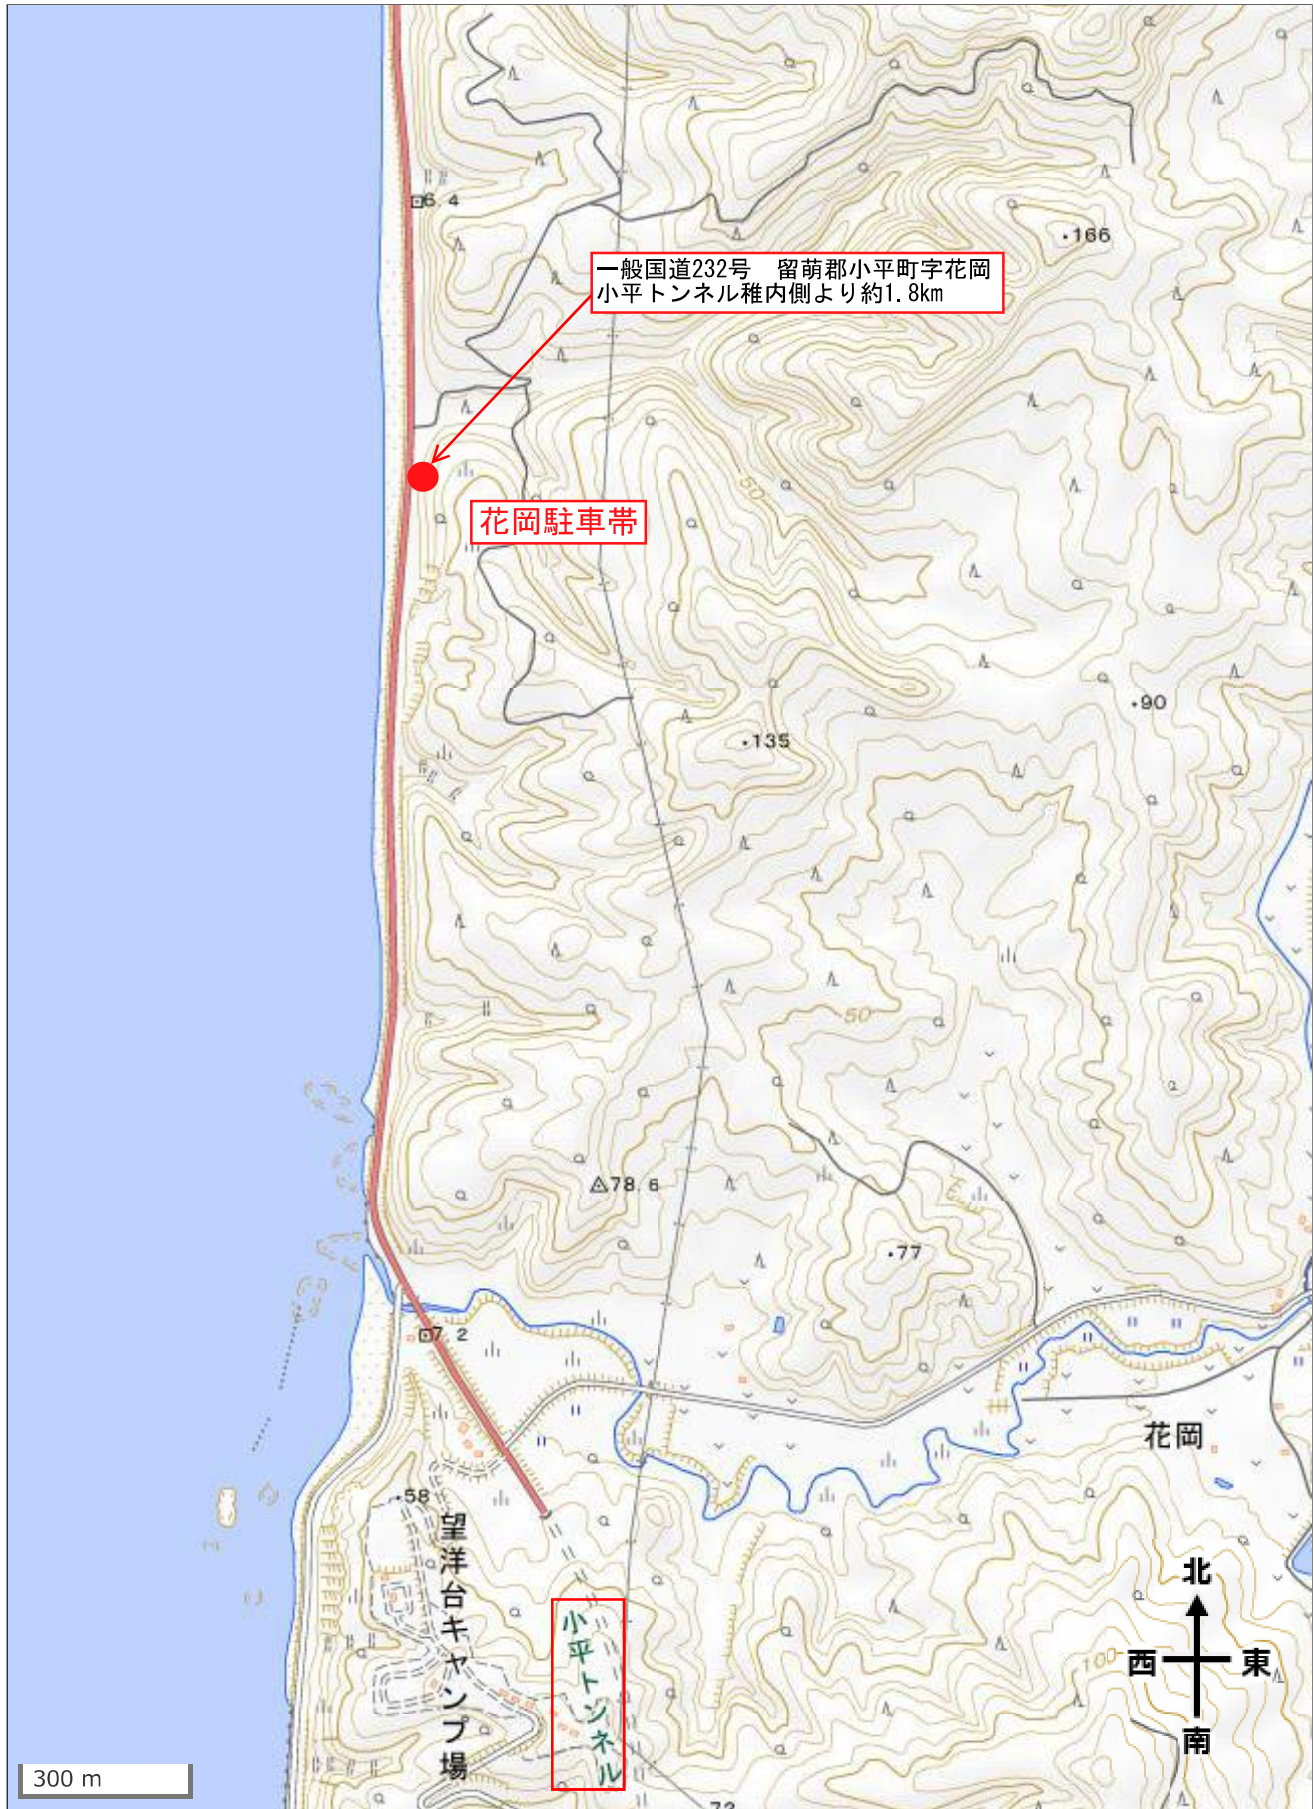 6.4
・166
一般国道232号　留萌郡小平町字花岡
小平トンネル稚内側より約1.8km
50
花岡駐車帯
・90
・135
50
78.6
・77
7.2
花岡
・58
望洋台キャンプ場
小平トンネル
100
北
西
東
南
300 m